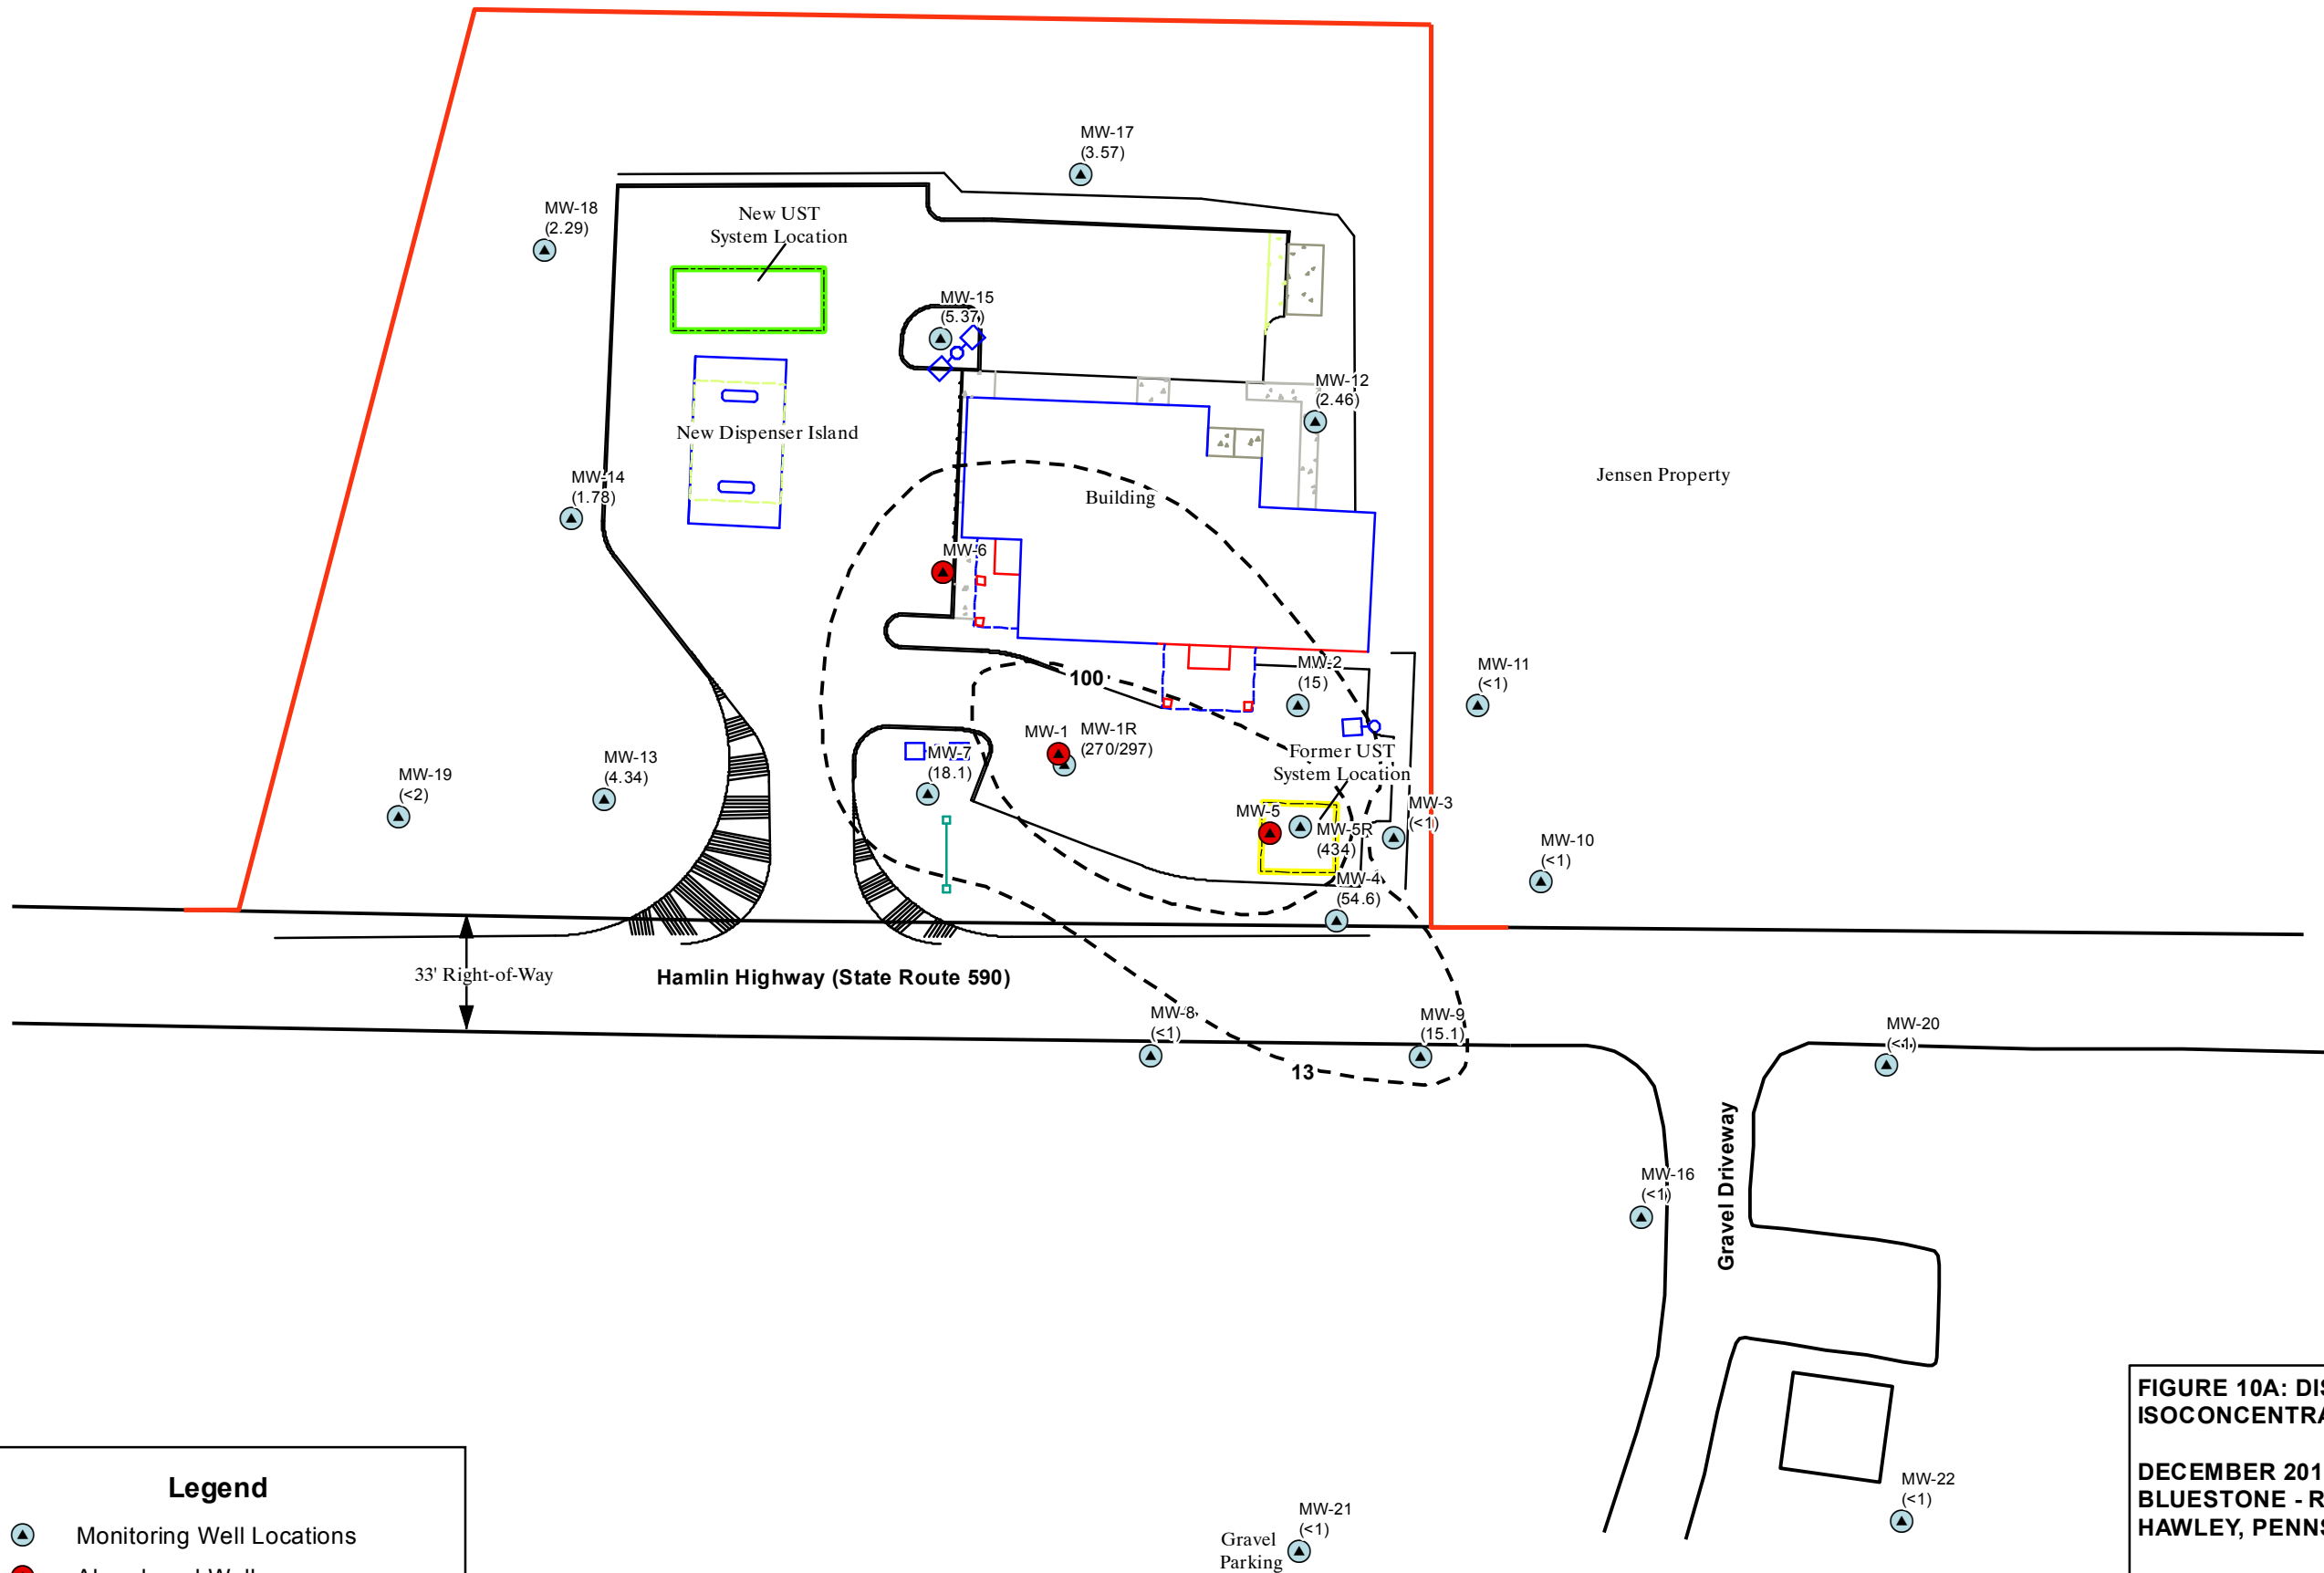 MW-17
(3.57)
MW-18
(2.29)
New UST
System Location
MW-15
(5.37)
MW-12
(2.46)
New Dispenser Island
MW-14
(1.78)
Building
Jensen Property
MW-6
MW-2
(15)
MW-11
(<1)
100
MW-1
MW-1R
(270/297)
MW-7
(18.1)
Former UST
System Location
MW-13
(4.34)
MW-19
(<2)
MW-5
MW-5R
(434)
MW-3
(<1)
MW-10
(<1)
MW-4
(54.6)
33' Right-of-Way
Hamlin Highway (State Route 590)
MW-8
(<1)
MW-9
(15.1)
13
MW-20
(<1)
Gravel Driveway
MW-16
(<1)
MW-22
(<1)
MW-21
(<1)
Gravel
Parking
Legend
Monitoring Well Locations
FIGURE 10A:
DECEMBER 201
BLUESTONE - R
HAWLEY,